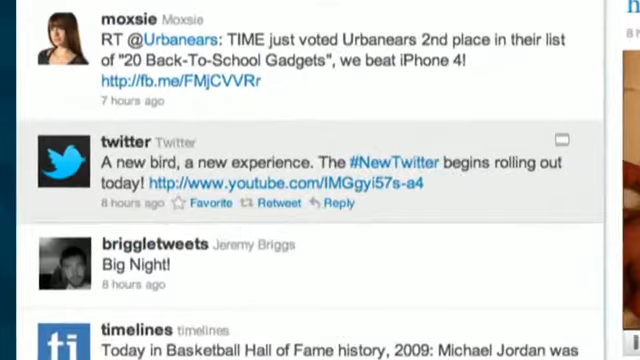 moxsie Moxsie
RT @Urbanears: TIME just voted Urbanears 2nd place in their list
of "20 Back-To-School Gadgets", we beat iPhone 4!
http://fb.me/FMjCVVRr
7 hours ago
twitter Twitter
A new bird, a new experience. The #NewTwitter begins rolling out
today! http://www.youtube.com/IMGgyi57s-a4
8 hours ago Favorite Retweet Reply
briggletweets Jeremy Briggs
Big Night!
8 hours ago
timelines timelines
ti
Today in Basketball Hall of Fame history, 2009: Michael Jordan was